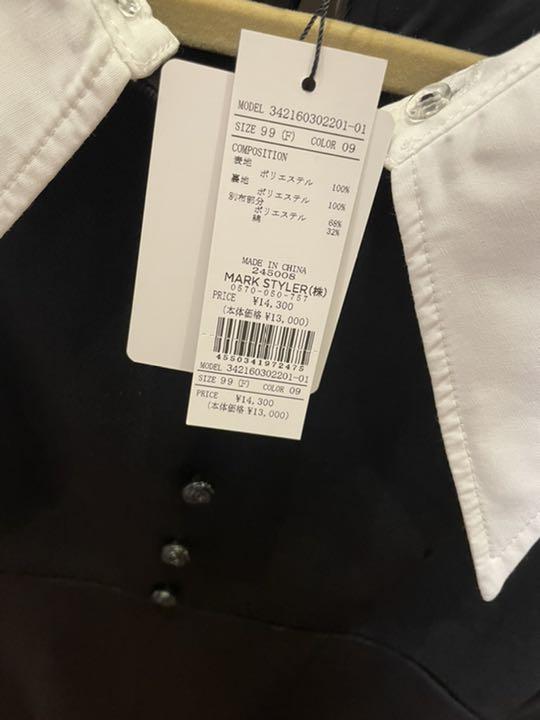 MODEL 342160302201-01
SIZE 99 (F) COLOR 09
COMPOSITION
表地
ポリエステル 100%
裏地
ポリエステル 100%
別布部分
ポリエステル 68%
綿 32%
MADE IN CHINA
245008
MARK STYLER(株)
0570-050-757
PRICE ¥14,300
(本体価格 ¥13,000)
4550341972475
MODEL 342160302201-01
SIZE 99 (F) COLOR 09
PRICE ¥14,300
(本体価格 ¥13,000)